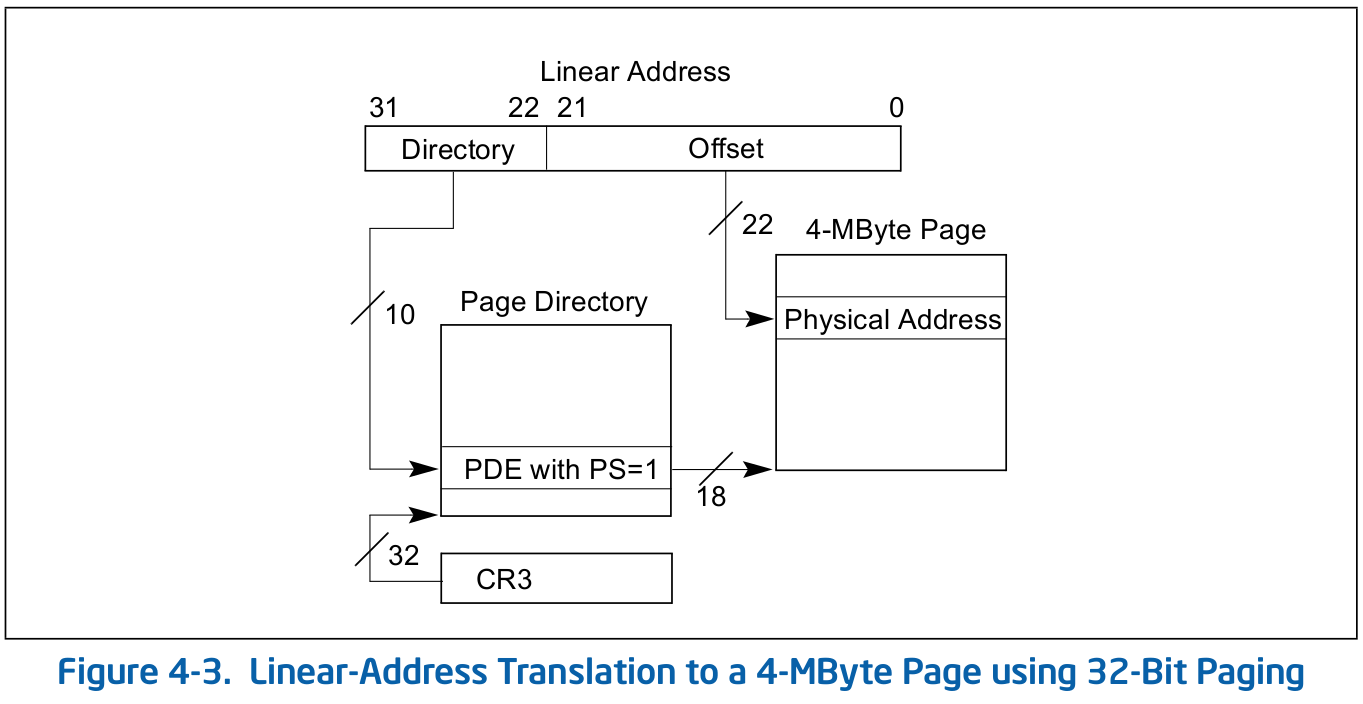 Linear Address
31 22 21 0
Directory Offset
22
4-MByte Page
10
Page Directory
Physical Address
PDE with PS=1
18
32
CR3
Figure 4-3. Linear-Address Translation to a 4-MByte Page using 32-Bit Paging